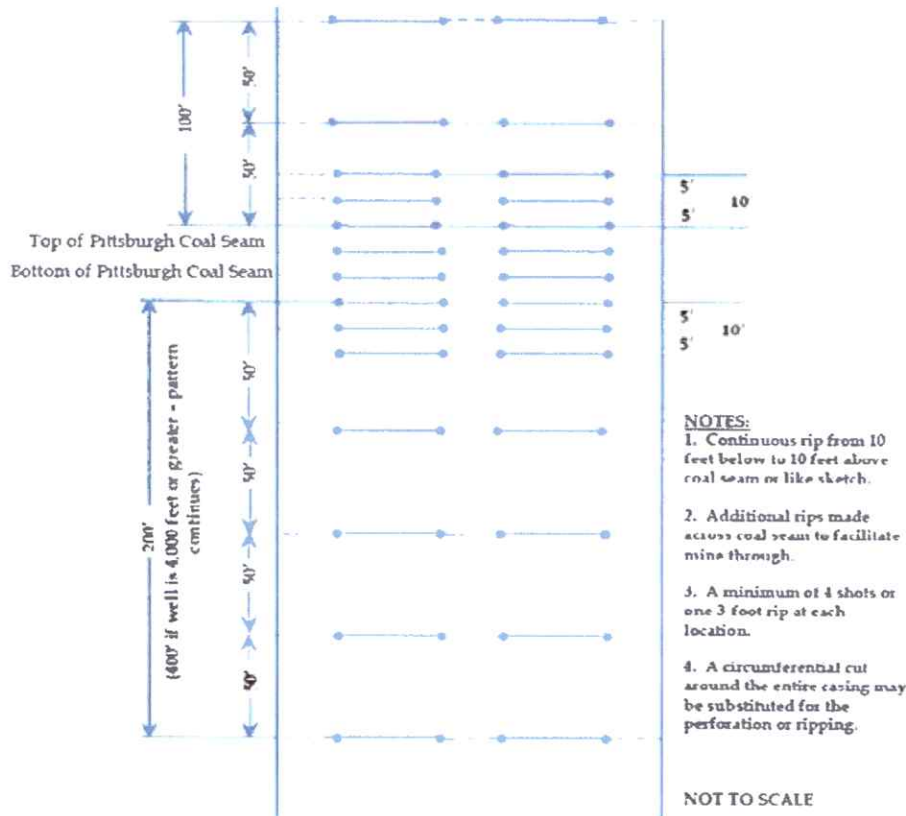 50'
100'
50'
5'
10
5'
Top of Pittsburgh Coal Seam
Bottom of Pittsburgh Coal Seam
5'
10'
5'
50'
50'
200'
(400' if well is 4,000 feet or greater - pattern
continues)
50'
50'
NOTES:
1. Continuous rip from 10
feet below to 10 feet above
coal seam or like sketch.
2. Additional rips made
across coal seam to facilitate
mine through.
3. A minimum of 4 shots or
one 3 foot rip at each
location.
4. A circumferential cut
around the entire casing may
be substituted for the
perforation or ripping.
NOT TO SCALE